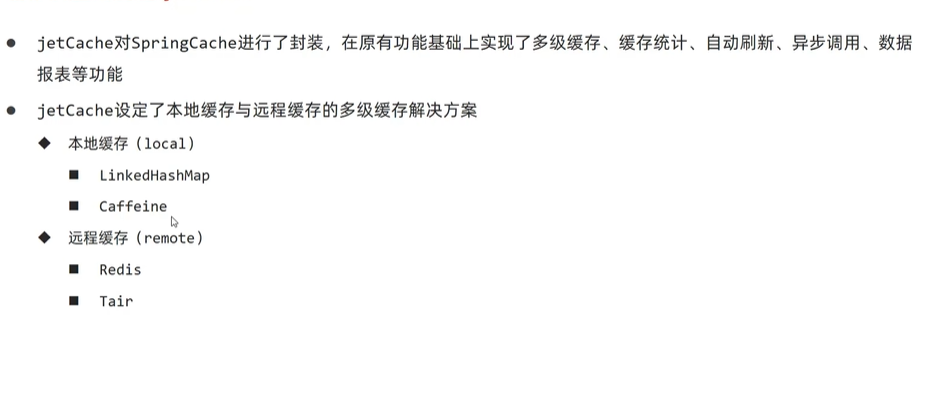 jetCache对SpringCache进行了封装，在原有功能基础上实现了多级缓存、缓存统计、自动刷新、异步调用、数据
报表等功能
jetCache设定了本地缓存与远程缓存的多级缓存解决方案
本地缓存（local）
LinkedHashMap
Caffeine
远程缓存（remote）
Redis
Tair